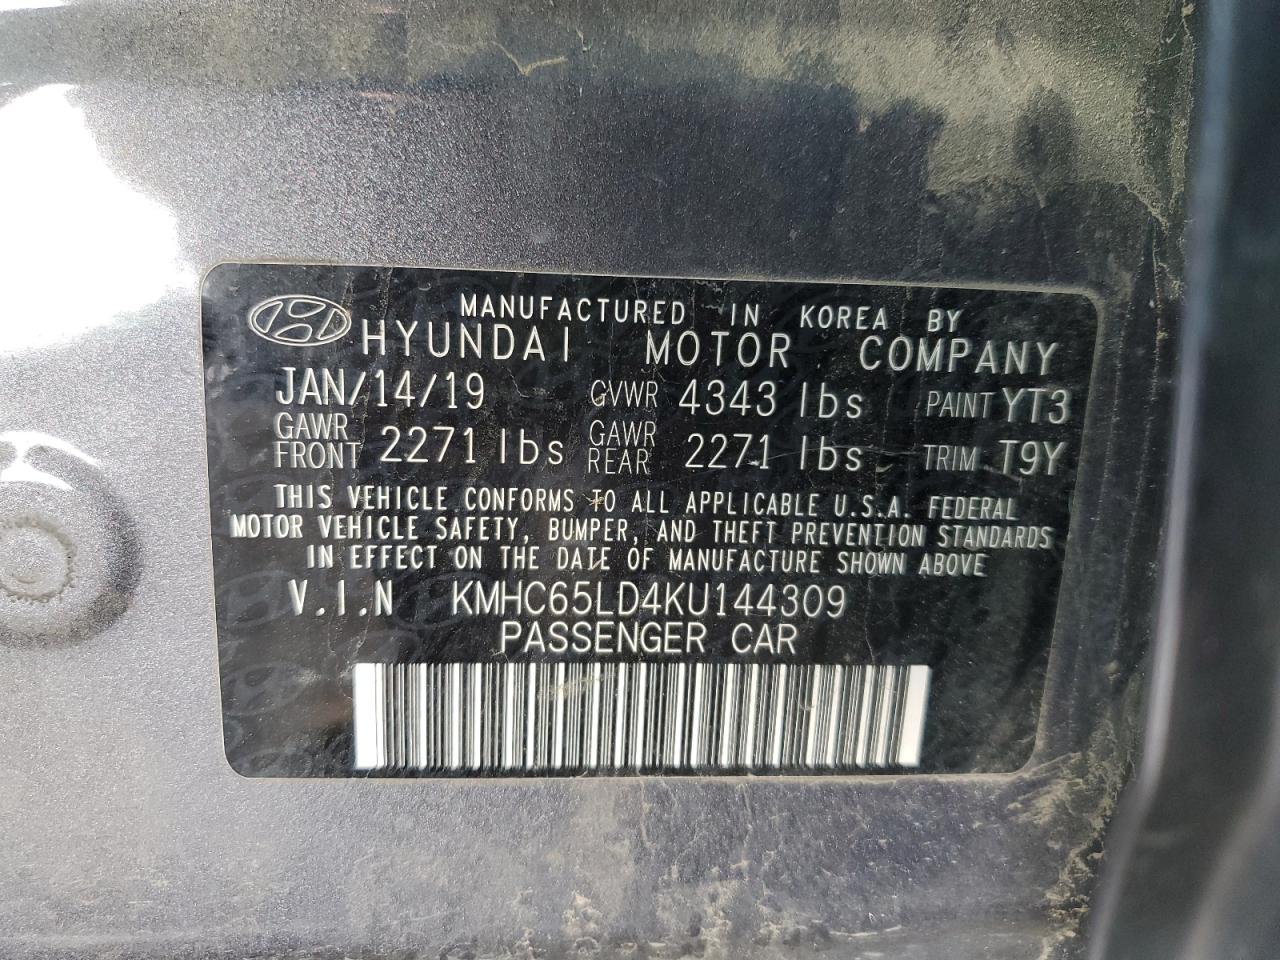 MANUFACTURED IN KOREA BY
HYUNDAI MOTOR COMPANY
JAN/14/19 GVWR 4343 lbs PAINT YT3
GAWR FRONT 2271 lbs GAWR REAR 2271 lbs TRIM T9Y
THIS VEHICLE CONFORMS TO ALL APPLICABLE U.S.A. FEDERAL
MOTOR VEHICLE SAFETY, BUMPER, AND THEFT PREVENTION STANDARDS
IN EFFECT ON THE DATE OF MANUFACTURE SHOWN ABOVE
V.I.N KMHC65LD4KU144309
PASSENGER CAR